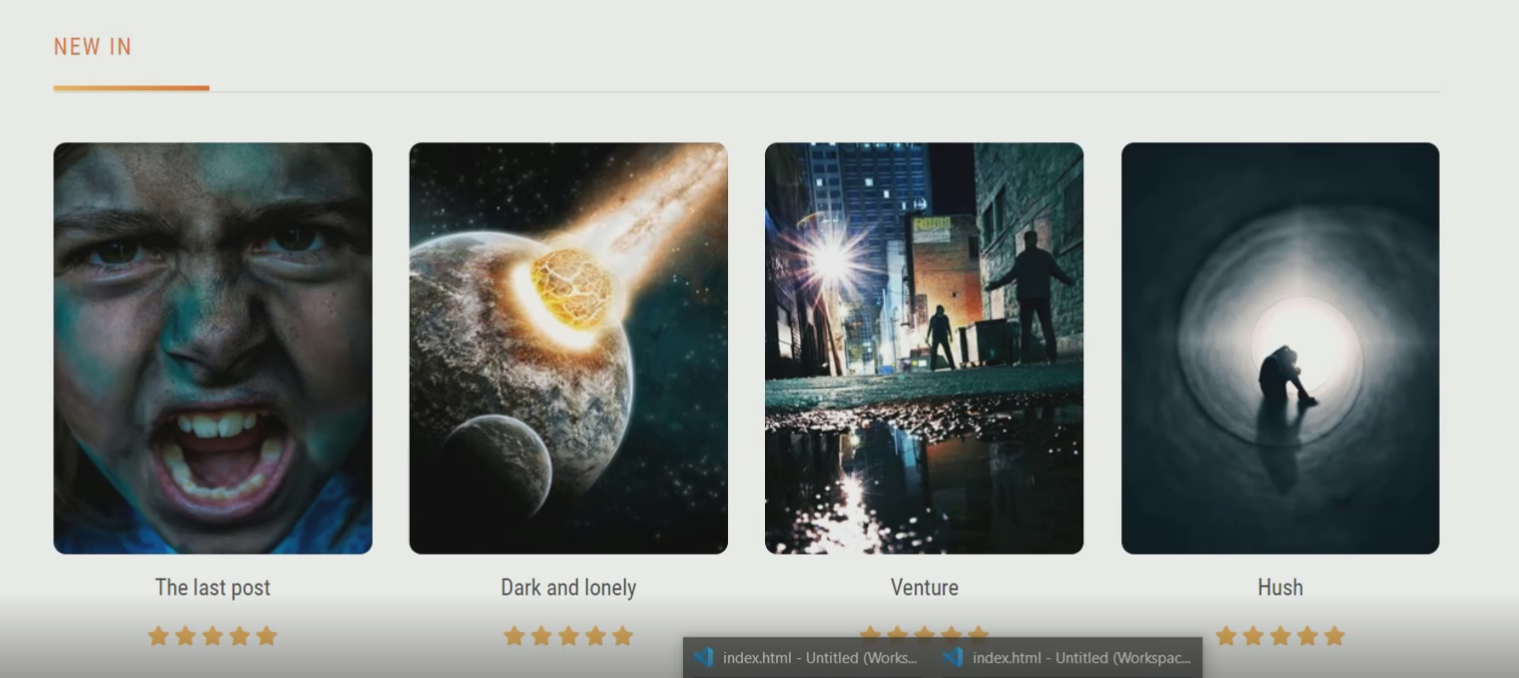 NEW IN
The last post
Dark and lonely
Venture
Hush
index.html - Untitled (Works...
index.html - Untitled (Workspac...